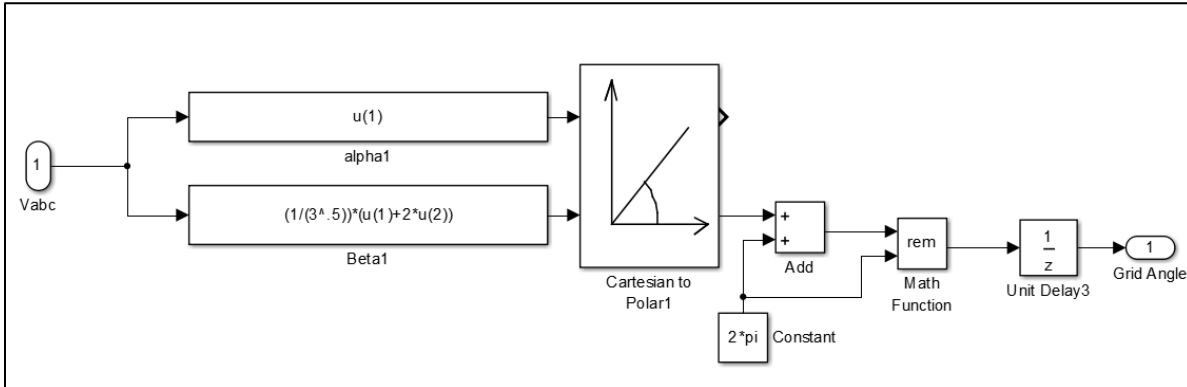 1
Vabc
u(1)
alpha1
(1/(3^.5))*(u(1)+2*u(2))
Beta1
Cartesian to
Polar1
+
+
Add
2*pi
Constant
rem
Math
Function
1
z
Unit Delay3
1
Grid Angle